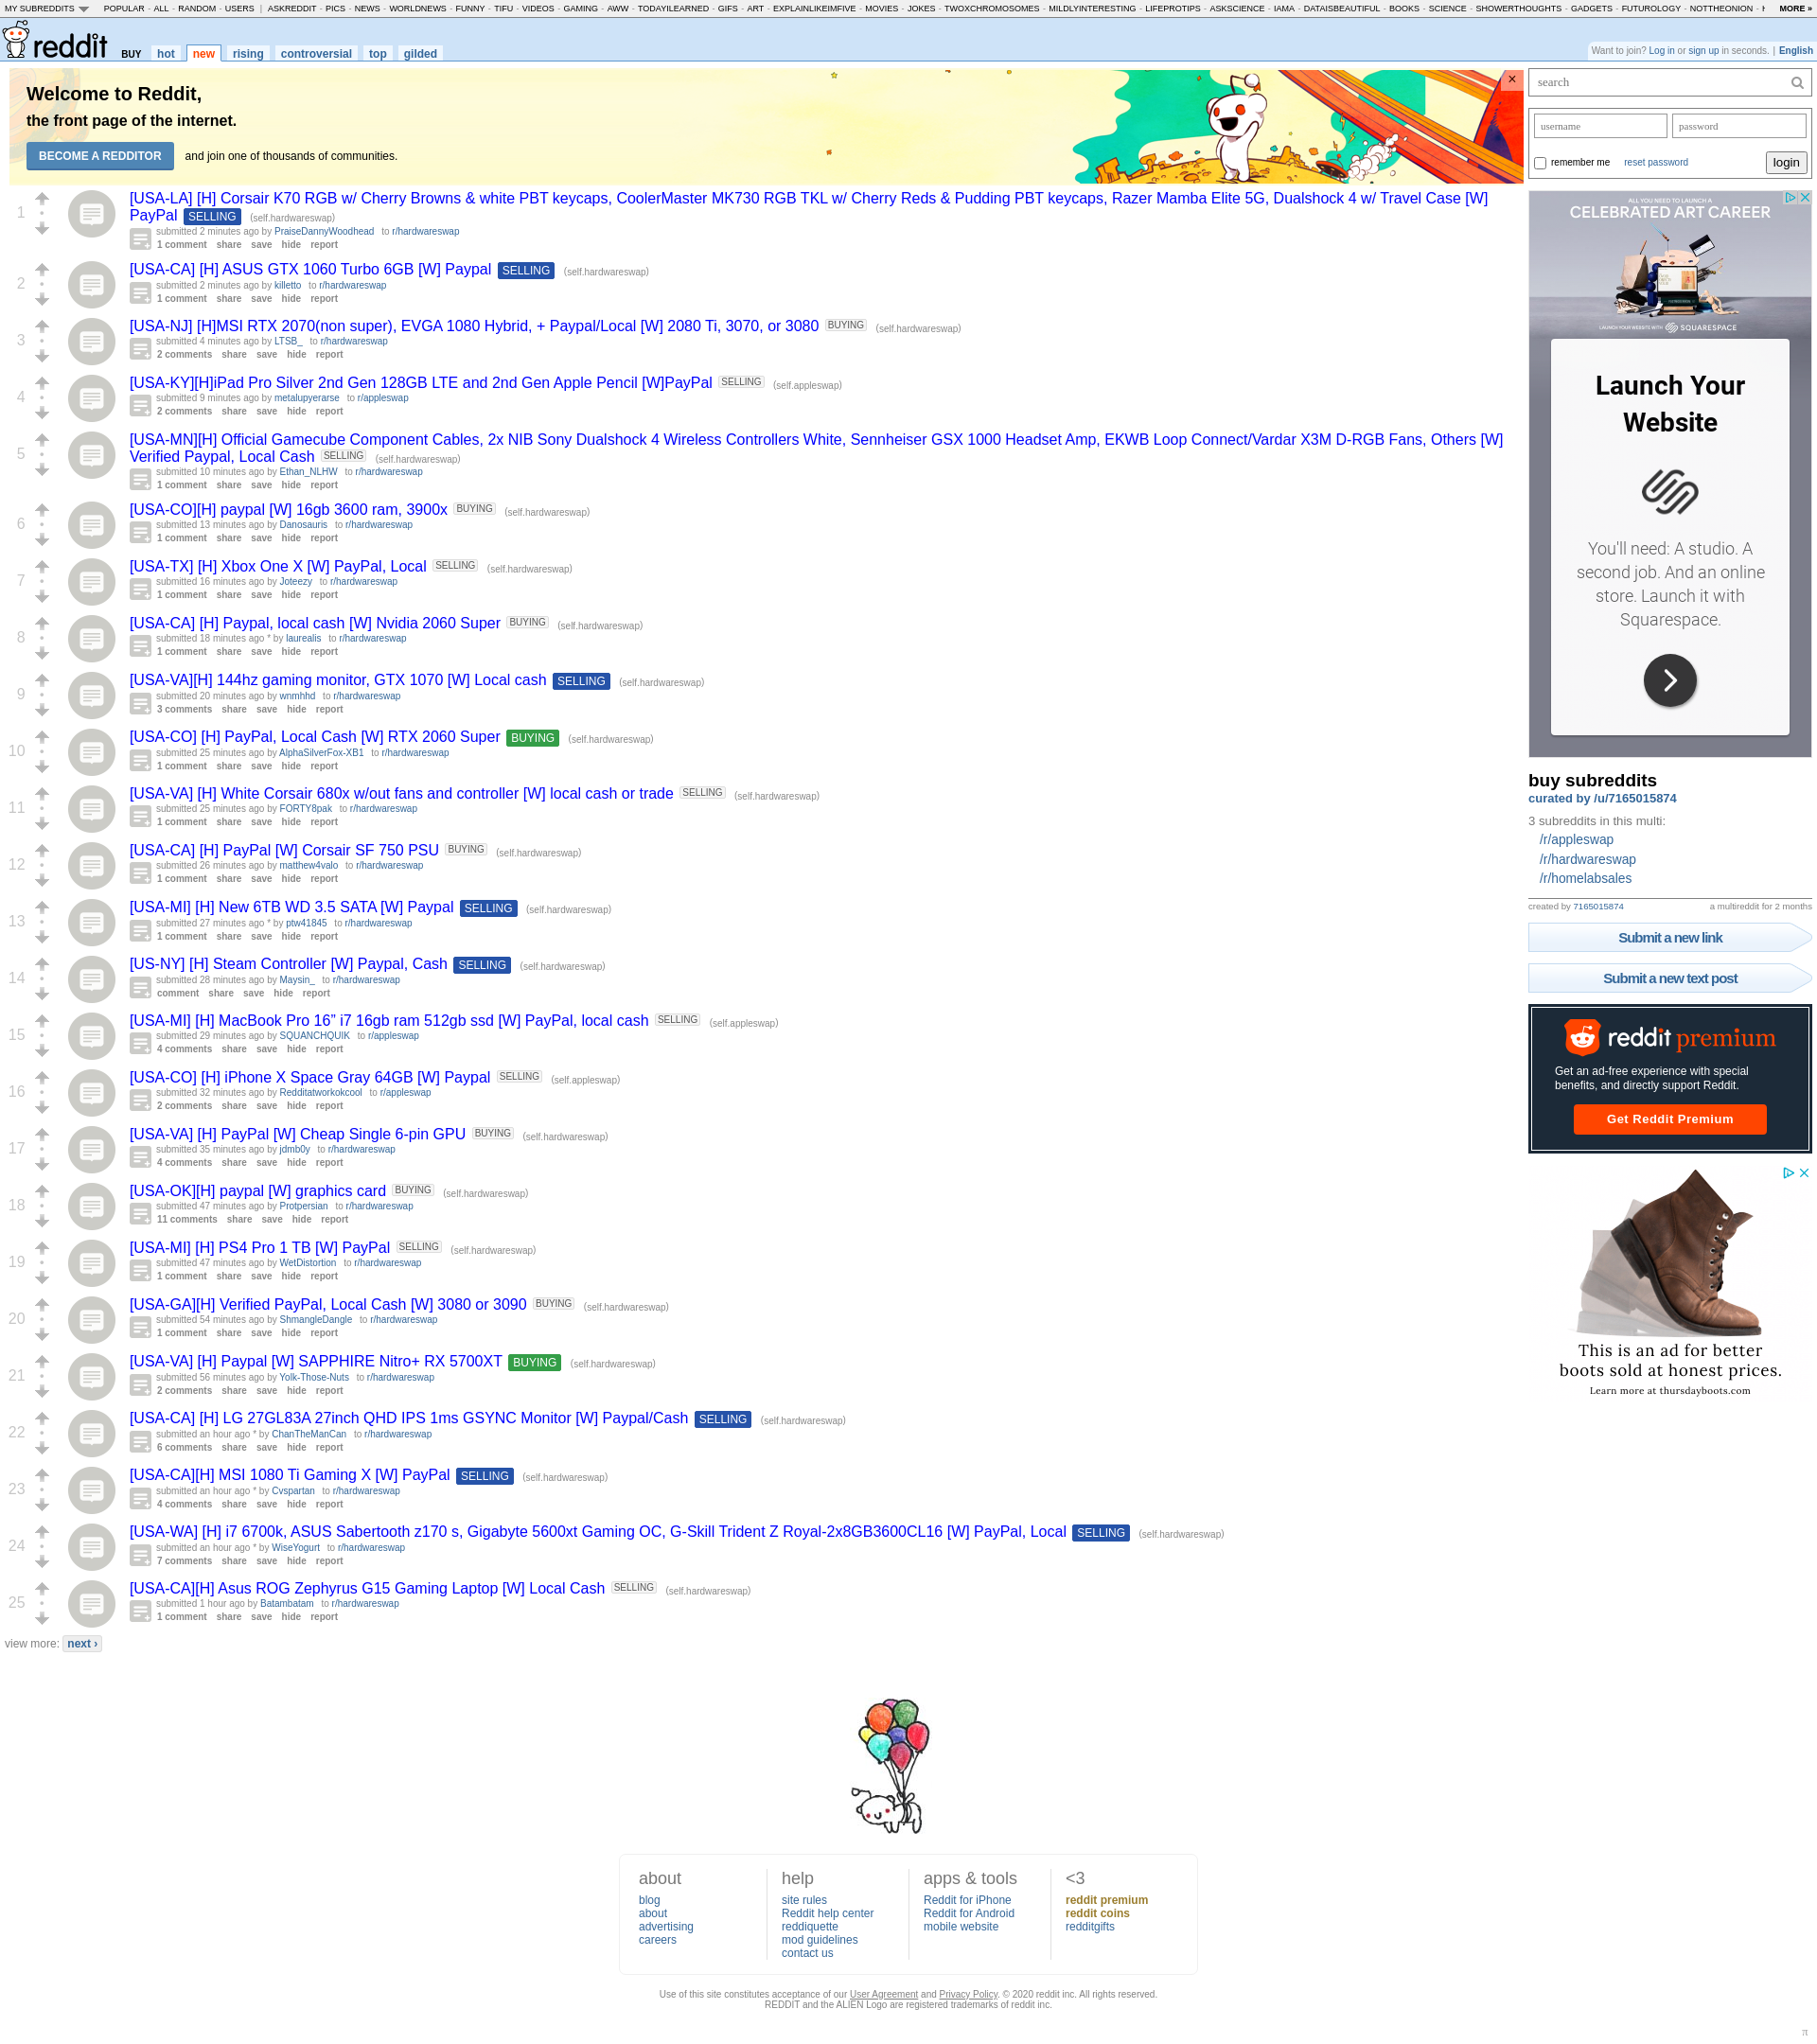 MY SUBREDDITS POPULAR - ALL - RANDOM - USERS | ASKREDDIT - PICS - NEWS - WORLDNEWS - FUNNY - TIFU - VIDEOS - GAMING - AWW - TODAYILEARNED - GIFS - ART - EXPLAINLIKEIMFIVE - MOVIES - JOKES - TWOXCHROMOSOMES - MILDLYINTERESTING - LIFEPROTIPS - ASKSCIENCE - IAMA - DATAISBEAUTIFUL - BOOKS - SCIENCE - SHOWERTHOUGHTS - GADGETS - FUTUROLOGY - NOTTHEONION - MORE »
reddit BUY hot new rising controversial top gilded
Want to join? Log in or sign up in seconds. | English
Welcome to Reddit,
the front page of the internet.
BECOME A REDDITOR and join one of thousands of communities.
×
1
[USA-LA] [H] Corsair K70 RGB w/ Cherry Browns & white PBT keycaps, CoolerMaster MK730 RGB TKL w/ Cherry Reds & Pudding PBT keycaps, Razer Mamba Elite 5G, Dualshock 4 w/ Travel Case [W]
PayPal SELLING (self.hardwareswap)
submitted 2 minutes ago by PraiseDannyWoodhead to r/hardwareswap
1 comment share save hide report
2
[USA-CA] [H] ASUS GTX 1060 Turbo 6GB [W] Paypal SELLING (self.hardwareswap)
submitted 2 minutes ago by killetto to r/hardwareswap
1 comment share save hide report
3
[USA-NJ] [H]MSI RTX 2070(non super), EVGA 1080 Hybrid, + Paypal/Local [W] 2080 Ti, 3070, or 3080 BUYING (self.hardwareswap)
submitted 4 minutes ago by LTSB_ to r/hardwareswap
2 comments share save hide report
4
[USA-KY][H]iPad Pro Silver 2nd Gen 128GB LTE and 2nd Gen Apple Pencil [W]PayPal SELLING (self.appleswap)
submitted 9 minutes ago by metalupyerarse to r/appleswap
2 comments share save hide report
5
[USA-MN][H] Official Gamecube Component Cables, 2x NIB Sony Dualshock 4 Wireless Controllers White, Sennheiser GSX 1000 Headset Amp, EKWB Loop Connect/Vardar X3M D-RGB Fans, Others [W]
Verified Paypal, Local Cash SELLING (self.hardwareswap)
submitted 10 minutes ago by Ethan_NLHW to r/hardwareswap
1 comment share save hide report
6
[USA-CO][H] paypal [W] 16gb 3600 ram, 3900x BUYING (self.hardwareswap)
submitted 13 minutes ago by Danosauris to r/hardwareswap
1 comment share save hide report
7
[USA-TX] [H] Xbox One X [W] PayPal, Local SELLING (self.hardwareswap)
submitted 16 minutes ago by Joteezy to r/hardwareswap
1 comment share save hide report
8
[USA-CA] [H] Paypal, local cash [W] Nvidia 2060 Super BUYING (self.hardwareswap)
submitted 18 minutes ago * by laurealis to r/hardwareswap
1 comment share save hide report
9
[USA-VA][H] 144hz gaming monitor, GTX 1070 [W] Local cash SELLING (self.hardwareswap)
submitted 20 minutes ago by wnmhhd to r/hardwareswap
3 comments share save hide report
10
[USA-CO] [H] PayPal, Local Cash [W] RTX 2060 Super BUYING (self.hardwareswap)
submitted 25 minutes ago by AlphaSilverFox-XB1 to r/hardwareswap
1 comment share save hide report
11
[USA-VA] [H] White Corsair 680x w/out fans and controller [W] local cash or trade SELLING (self.hardwareswap)
submitted 25 minutes ago by FORTY8pak to r/hardwareswap
1 comment share save hide report
12
[USA-CA] [H] PayPal [W] Corsair SF 750 PSU BUYING (self.hardwareswap)
submitted 26 minutes ago by matthew4valo to r/hardwareswap
1 comment share save hide report
13
[USA-MI] [H] New 6TB WD 3.5 SATA [W] Paypal SELLING (self.hardwareswap)
submitted 27 minutes ago * by ptw41845 to r/hardwareswap
1 comment share save hide report
14
[US-NY] [H] Steam Controller [W] Paypal, Cash SELLING (self.hardwareswap)
submitted 28 minutes ago by Maysin_ to r/hardwareswap
comment share save hide report
15
[USA-MI] [H] MacBook Pro 16” i7 16gb ram 512gb ssd [W] PayPal, local cash SELLING (self.appleswap)
submitted 29 minutes ago by SQUANCHQUIK to r/appleswap
4 comments share save hide report
16
[USA-CO] [H] iPhone X Space Gray 64GB [W] Paypal SELLING (self.appleswap)
submitted 32 minutes ago by Redditatworkokcool to r/appleswap
2 comments share save hide report
17
[USA-VA] [H] PayPal [W] Cheap Single 6-pin GPU BUYING (self.hardwareswap)
submitted 35 minutes ago by jdmb0y to r/hardwareswap
4 comments share save hide report
18
[USA-OK][H] paypal [W] graphics card BUYING (self.hardwareswap)
submitted 47 minutes ago by Protpersian to r/hardwareswap
11 comments share save hide report
19
[USA-MI] [H] PS4 Pro 1 TB [W] PayPal SELLING (self.hardwareswap)
submitted 47 minutes ago by WetDistortion to r/hardwareswap
1 comment share save hide report
20
[USA-GA][H] Verified PayPal, Local Cash [W] 3080 or 3090 BUYING (self.hardwareswap)
submitted 54 minutes ago by ShmangleDangle to r/hardwareswap
1 comment share save hide report
21
[USA-VA] [H] Paypal [W] SAPPHIRE Nitro+ RX 5700XT BUYING (self.hardwareswap)
submitted 56 minutes ago by Yolk-Those-Nuts to r/hardwareswap
2 comments share save hide report
22
[USA-CA] [H] LG 27GL83A 27inch QHD IPS 1ms GSYNC Monitor [W] Paypal/Cash SELLING (self.hardwareswap)
submitted an hour ago * by ChanTheManCan to r/hardwareswap
6 comments share save hide report
23
[USA-CA][H] MSI 1080 Ti Gaming X [W] PayPal SELLING (self.hardwareswap)
submitted an hour ago * by Cvspartan to r/hardwareswap
4 comments share save hide report
24
[USA-WA] [H] i7 6700k, ASUS Sabertooth z170 s, Gigabyte 5600xt Gaming OC, G-Skill Trident Z Royal-2x8GB3600CL16 [W] PayPal, Local SELLING (self.hardwareswap)
submitted an hour ago * by WiseYogurt to r/hardwareswap
7 comments share save hide report
25
[USA-CA][H] Asus ROG Zephyrus G15 Gaming Laptop [W] Local Cash SELLING (self.hardwareswap)
submitted 1 hour ago by Batambatam to r/hardwareswap
1 comment share save hide report
view more: next ›
search
username password
remember me reset password login
ALL YOU NEED TO LAUNCH A
CELEBRATED ART CAREER
LAUNCH YOUR WEBSITE WITH SQUARESPACE
Launch Your
Website
You'll need: A studio. A
second job. And an online
store. Launch it with
Squarespace.
buy subreddits
curated by /u/7165015874
3 subreddits in this multi:
/r/appleswap
/r/hardwareswap
/r/homelabsales
created by 7165015874 a multireddit for 2 months
Submit a new link
Submit a new text post
reddit premium
Get an ad-free experience with special
benefits, and directly support Reddit.
Get Reddit Premium
This is an ad for better
boots sold at honest prices.
Learn more at thursdayboots.com
about
blog
about
advertising
careers
help
site rules
Reddit help center
reddiquette
mod guidelines
contact us
apps & tools
Reddit for iPhone
Reddit for Android
mobile website
<3
reddit premium
reddit coins
redditgifts
Use of this site constitutes acceptance of our User Agreement and Privacy Policy. © 2020 reddit inc. All rights reserved.
REDDIT and the ALIEN Logo are registered trademarks of reddit inc.
π